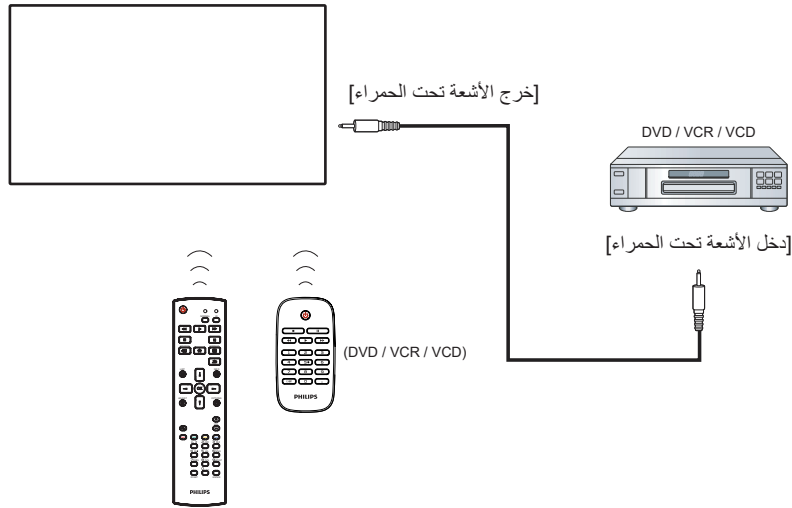 [خرج الأشعة تحت الحمراء]
DVD / VCR / VCD
[دخل الأشعة تحت الحمراء]
(DVD / VCR / VCD)
PHILIPS
PHILIPS